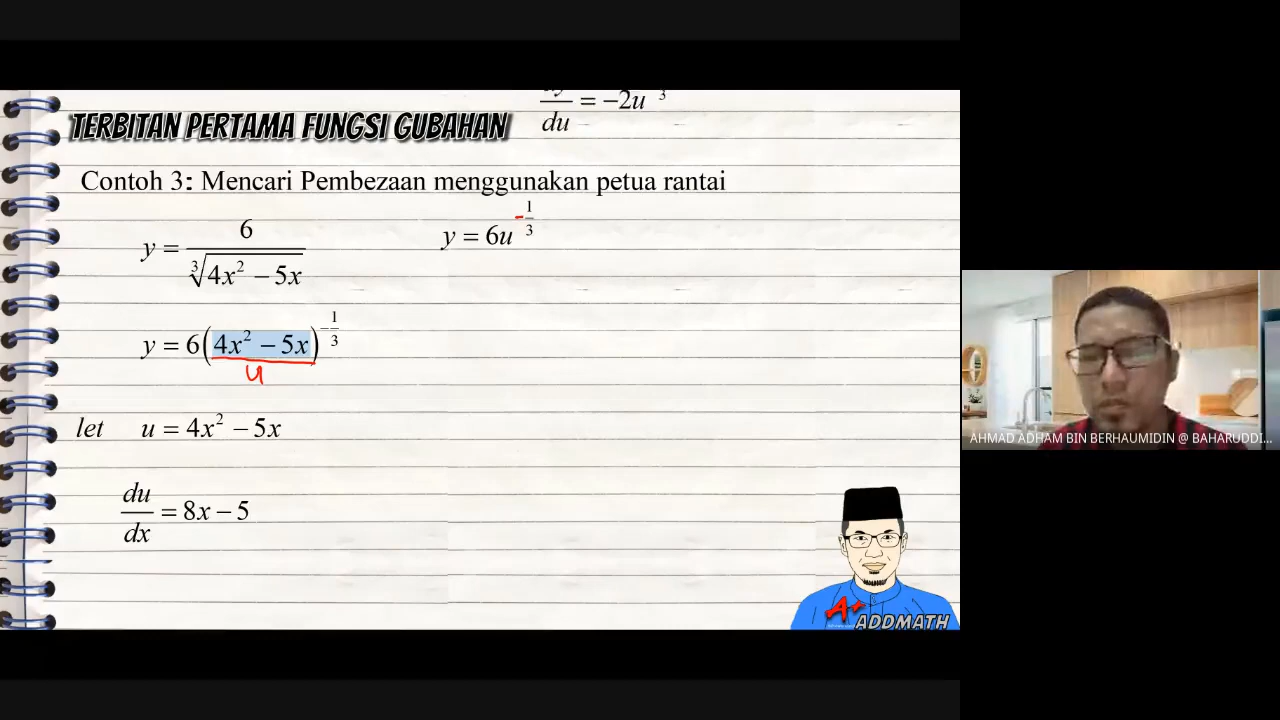 du = -2u 3
TERBITAN PERTAMA FUNGSI GUBAHAN
Contoh 3: Mencari Pembezaan menggunakan petua rantai
y = 6 / ∛(4x² − 5x)
y = 6u^(-1/3)
y = 6(4x² − 5x)^(−1/3)
u
let u = 4x² − 5x
du/dx = 8x − 5
AHMAD ADHAM BIN BERHAUMIDIN @ BAHARUDDI...
A+
ADDMATH